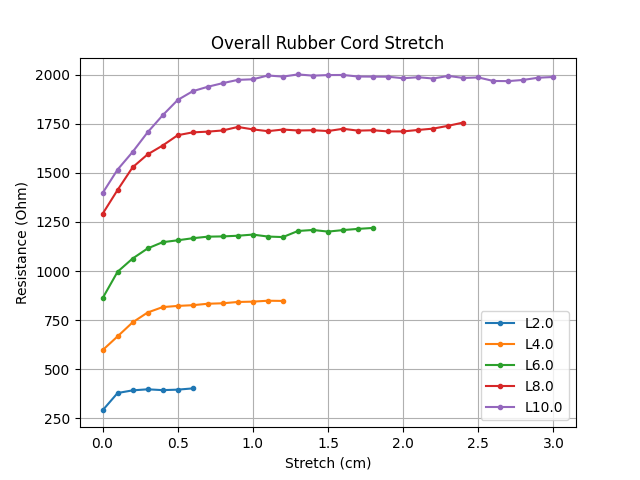 Overall Rubber Cord Stretch
Resistance (Ohm)
2000
1750
1500
1250
1000
750
500
250
L2.0
L4.0
L6.0
L8.0
L10.0
0.0 0.5 1.0 1.5 2.0 2.5 3.0
Stretch (cm)